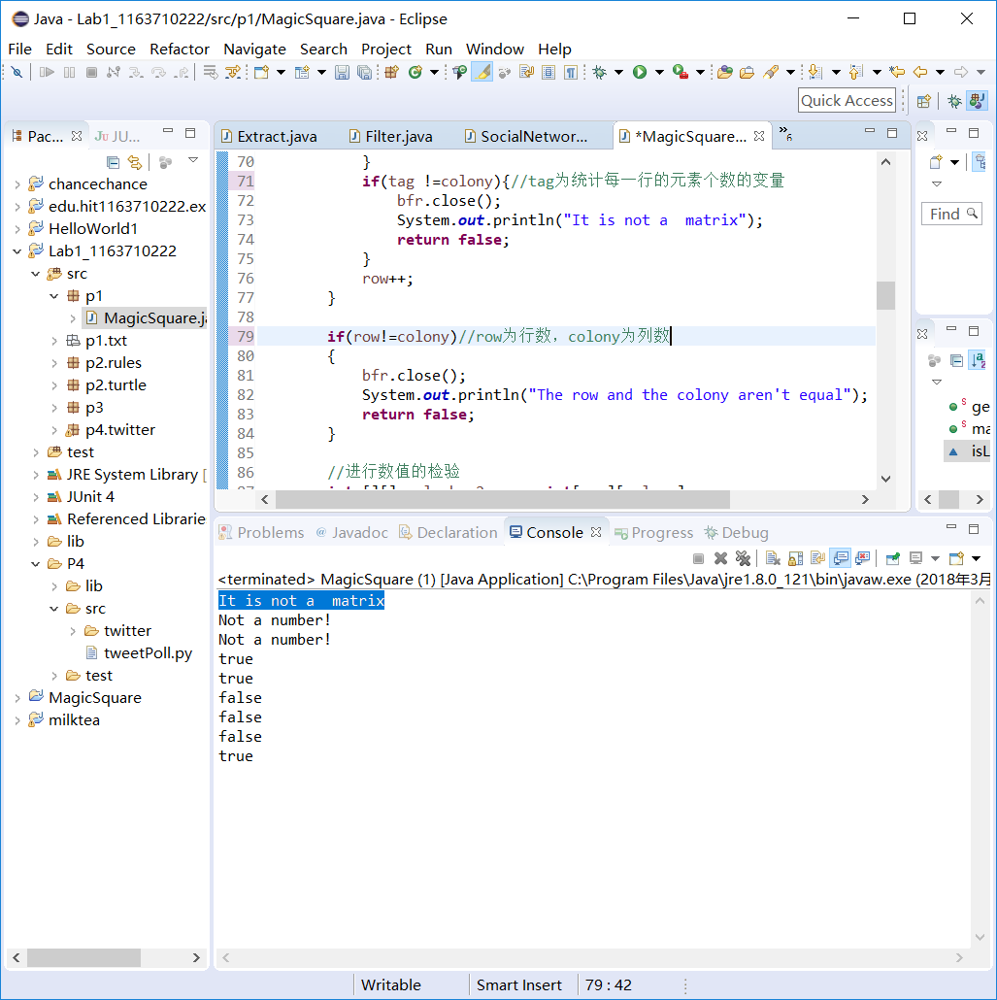 Java - Lab1_1163710222/src/p1/MagicSquare.java - Eclipse
File Edit Source Refactor Navigate Search Project Run Window Help
Quick Access
Pac...
JU...
chancechance
edu.hit1163710222.ex
HelloWorld1
Lab1_1163710222
src
p1
MagicSquare.ja
p1.txt
p2.rules
p2.turtle
p3
p4.twitter
test
JRE System Library [
JUnit 4
Referenced Librarie
lib
P4
lib
src
twitter
tweetPoll.py
test
MagicSquare
milktea
Extract.java Filter.java SocialNetwor... *MagicSquare... »6
70 }
71 if(tag !=colony){//tag为统计每一行的元素个数的变量
72 bfr.close();
73 System.out.println("It is not a  matrix");
74 return false;
75 }
76 row++;
77 }
78
79 if(row!=colony)//row为行数，colony为列数
80 {
81 bfr.close();
82 System.out.println("The row and the colony aren't equal");
83 return false;
84 }
85
86 //进行数值的检验
Find
ge
ma
isL
Problems Javadoc Declaration Console Progress Debug
<terminated> MagicSquare (1) [Java Application] C:\Program Files\Java\jre1.8.0_121\bin\javaw.exe (2018年3月
It is not a  matrix
Not a number!
Not a number!
true
true
false
false
false
true
Writable Smart Insert 79 : 42